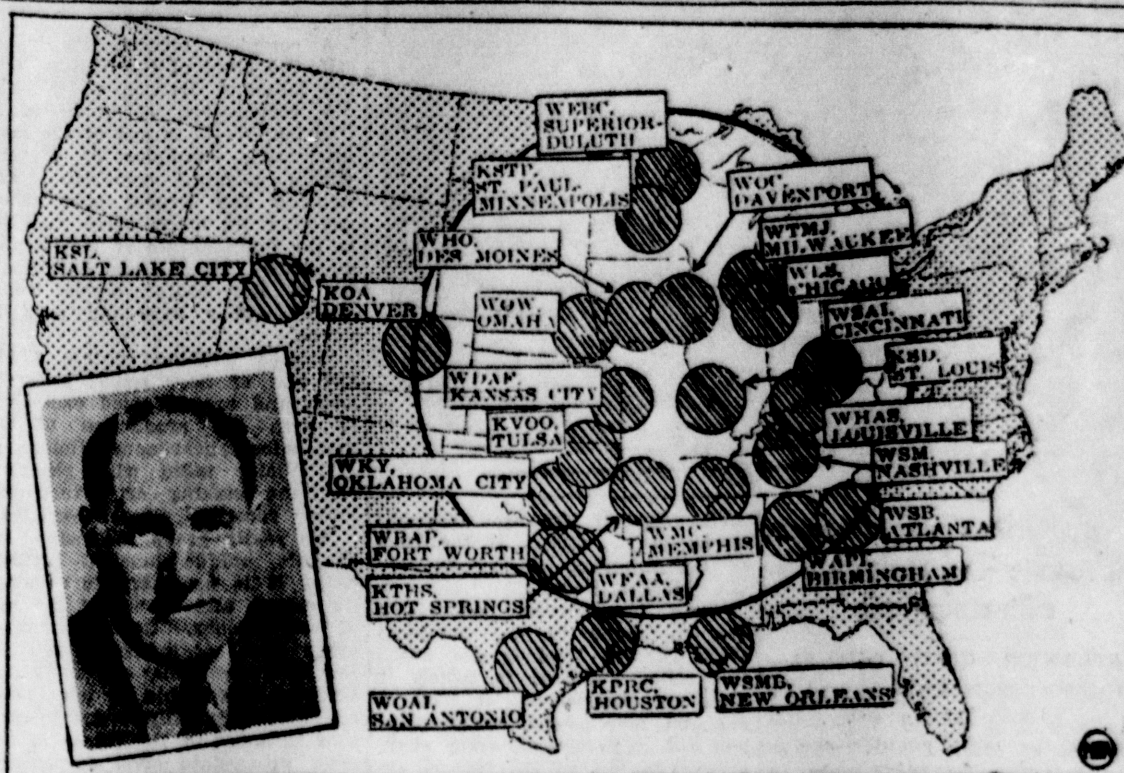 WEBC,
SUPERIOR-
DULUTH
KSTP,
ST. PAUL-
MINNEAPOLIS
WOC
DAVENPORT
WTMJ,
MILWAUKEE
WHO,
DES MOINES
KSL,
SALT LAKE CITY
WLS,
CHICAGO
KOA,
DENVER
WOW,
OMAHA
WSAI,
CINCINNATI
KSD,
ST. LOUIS
WDAF,
KANSAS CITY
KVOO,
TULSA
WHAS,
LOUISVILLE
WSM,
NASHVILLE
WKY,
OKLAHOMA CITY
WSB,
ATLANTA
WBAP,
FORT WORTH
WMC,
MEMPHIS
WAPI,
BIRMINGHAM
KTHS,
HOT SPRINGS
WFAA,
DALLAS
WOAI,
SAN ANTONIO
KPRC,
HOUSTON
WSMB,
NEW ORLEANS